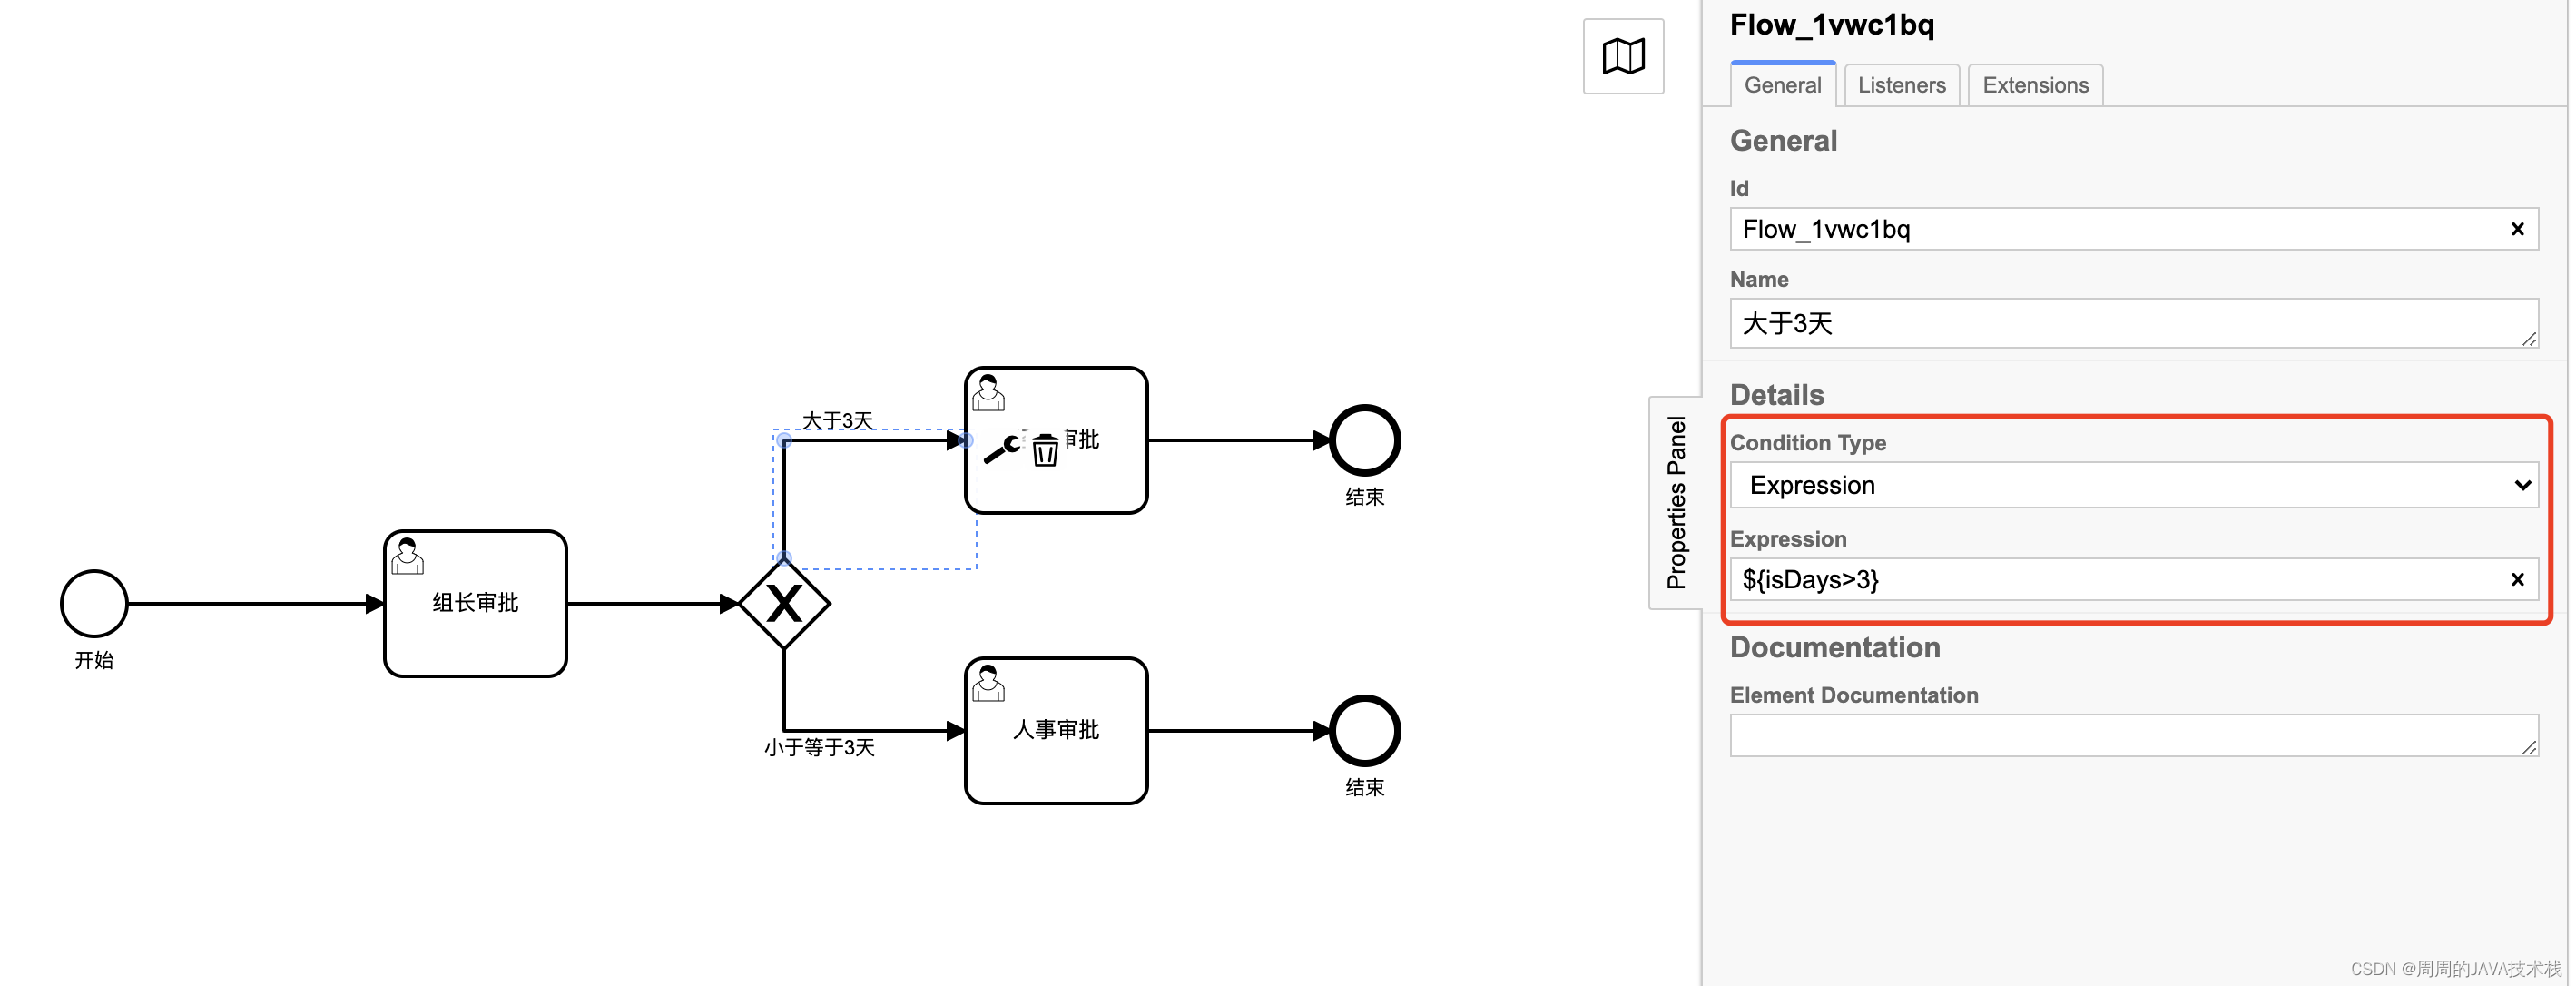 开始
组长审批
大于3天
小于等于3天
审批
人事审批
结束
结束
Properties Panel
Flow_1vwc1bq
General
Listeners
Extensions
General
Id
Flow_1vwc1bq
Name
大于3天
Details
Condition Type
Expression
Expression
${isDays>3}
Documentation
Element Documentation
CSDN @周周的JAVA技术栈